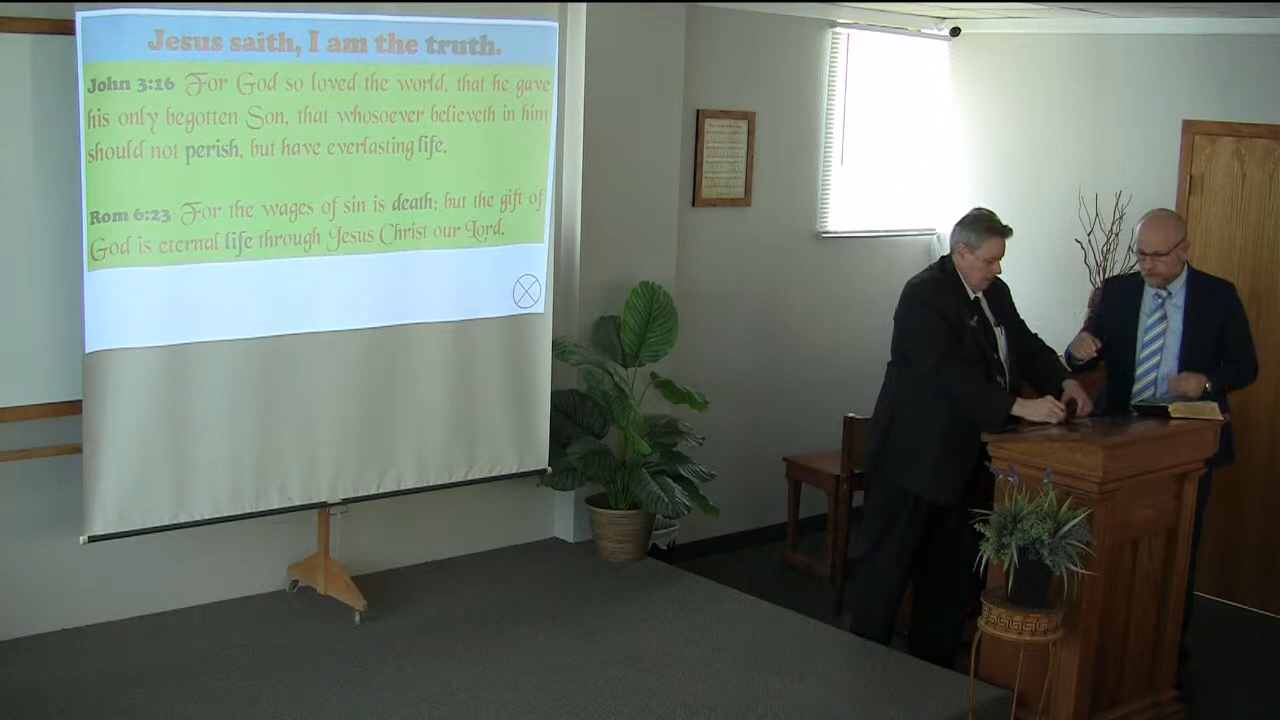 Jesus saith, I am the truth.
John 3:16 For God so loved the world, that he gave
his only begotten Son, that whosoever believeth in him
should not perish, but have everlasting life.
Rom 6:23 For the wages of sin is death; but the gift of
God is eternal life through Jesus Christ our Lord.